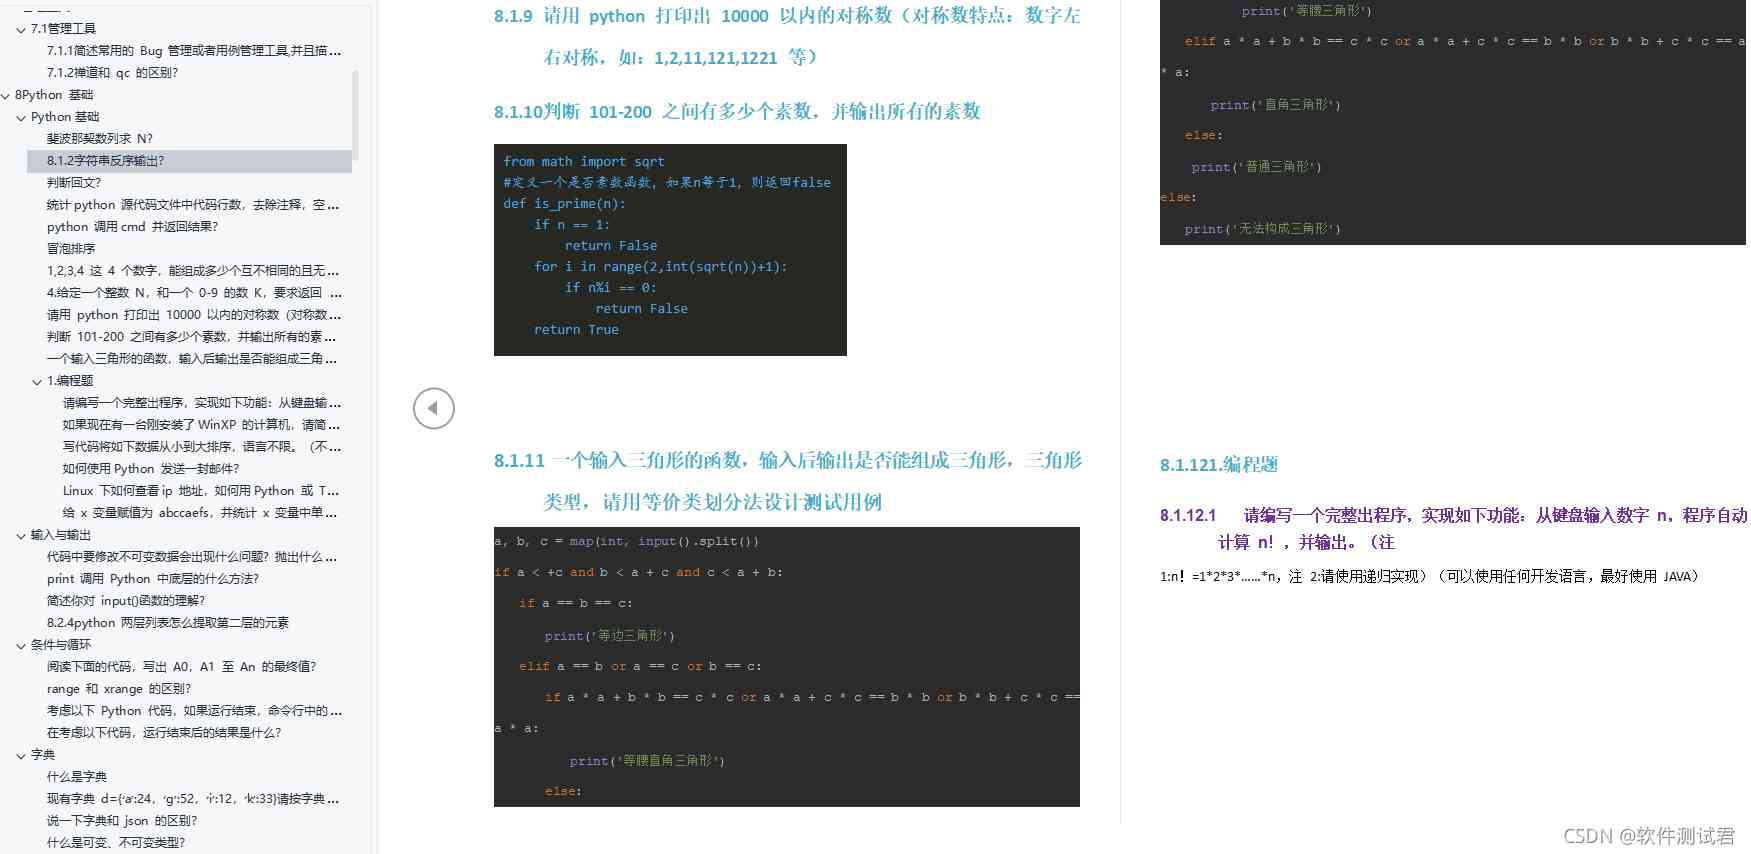 7.1管理工具
7.1.1简述常用的 Bug 管理或者用例管理工具,并且描...
7.1.2禅道和 qc 的区别?
8Python 基础
Python 基础
斐波那契数列求 N?
8.1.2字符串反序输出?
判断回文?
统计python 源代码文件中代码行数，去除注释，空...
python 调用cmd 并返回结果?
冒泡排序
1,2,3,4 这 4 个数字，能组成多少个互不相同的且无...
4.给定一个整数 N，和一个 0-9 的数 K，要求返回 ...
请用 python 打印出 10000 以内的对称数（对称数...
判断 101-200 之间有多少个素数，并输出所有的素...
一个输入三角形的函数，输入后输出是否能组成三角...
1.编程题
请编写一个完整出程序，实现如下功能：从键盘输...
如果现在有一台刚安装了WinXP 的计算机，请简...
写代码将如下数据从小到大排序，语言不限。（不...
如何使用Python 发送一封邮件?
Linux 下如何查看ip 地址，如何用Python 或 T...
给 x 变量赋值为 abccaefs，并统计 x 变量中单...
输入与输出
代码中要修改不可变数据会出现什么问题？抛出什么...
print 调用 Python 中底层的什么方法?
简述你对 input()函数的理解?
8.2.4python 两层列表怎么提取第二层的元素
条件与循环
阅读下面的代码，写出 A0，A1 至 An 的最终值?
range 和 xrange 的区别?
考虑以下 Python 代码，如果运行结束，命令行中的...
在考虑以下代码，运行结束后的结果是什么?
字典
什么是字典
现有字典 d={‘a’:24，‘g’:52，‘i’:12，‘k’:33}请按字典...
说一下字典和 json 的区别?
什么是可变、不可变类型?
8.1.9 请用 python 打印出 10000 以内的对称数（对称数特点：数字左
右对称，如：1,2,11,121,1221 等）
8.1.10判断 101-200 之间有多少个素数，并输出所有的素数
from math import sqrt
#定义一个是否素数函数，如果n等于1，则返回false
def is_prime(n):
if n == 1:
return False
for i in range(2,int(sqrt(n))+1):
if n%i == 0:
return False
return True
8.1.11 一个输入三角形的函数，输入后输出是否能组成三角形，三角形
类型，请用等价类划分法设计测试用例
a, b, c = map(int, input().split())
if a < +c and b < a + c and c < a + b:
if a == b == c:
print('等边三角形')
elif a == b or a == c or b == c:
if a * a + b * b == c * c or a * a + c * c == b * b or b * b + c * c ==
a * a:
print('等腰直角三角形')
else:
print('等腰三角形')
elif a * a + b * b == c * c or a * a + c * c == b * b or b * b + c * c == a
* a:
print('直角三角形')
else:
print('普通三角形')
else:
print('无法构成三角形')
8.1.121.编程题
8.1.12.1 请编写一个完整出程序，实现如下功能：从键盘输入数字 n，程序自动
计算 n!，并输出。（注
1:n! =1*2*3*……*n，注 2:请使用递归实现）（可以使用任何开发语言，最好使用 JAVA）
CSDN @软件测试君